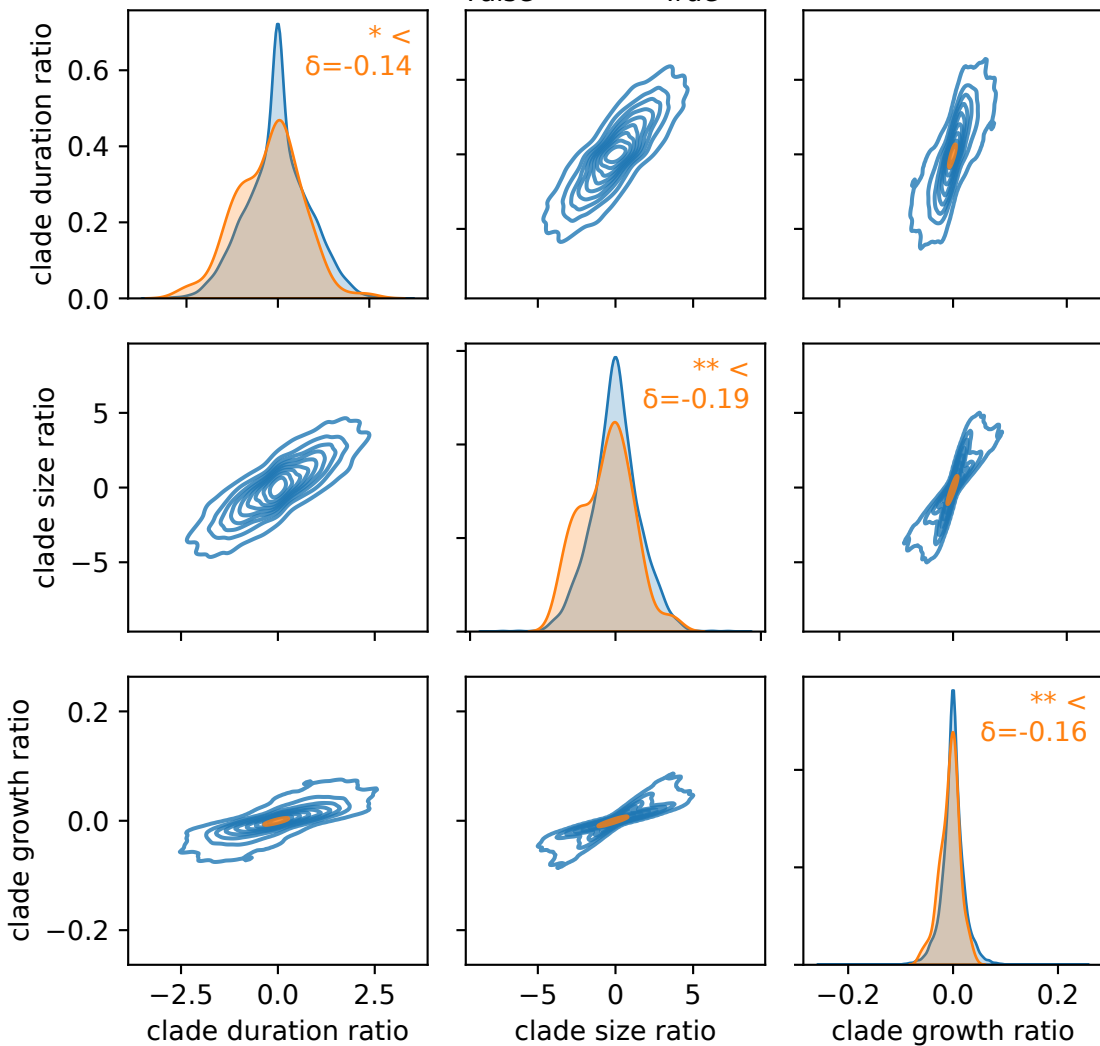 clade duration ratio
0.6
0.4
0.2
0.0
* <
δ=-0.14
clade size ratio
5
0
−5
** <
δ=-0.19
clade growth ratio
0.2
0.0
−0.2
** <
δ=-0.16
−2.5 0.0 2.5
clade duration ratio
−5 0 5
clade size ratio
−0.2 0.0 0.2
clade growth ratio